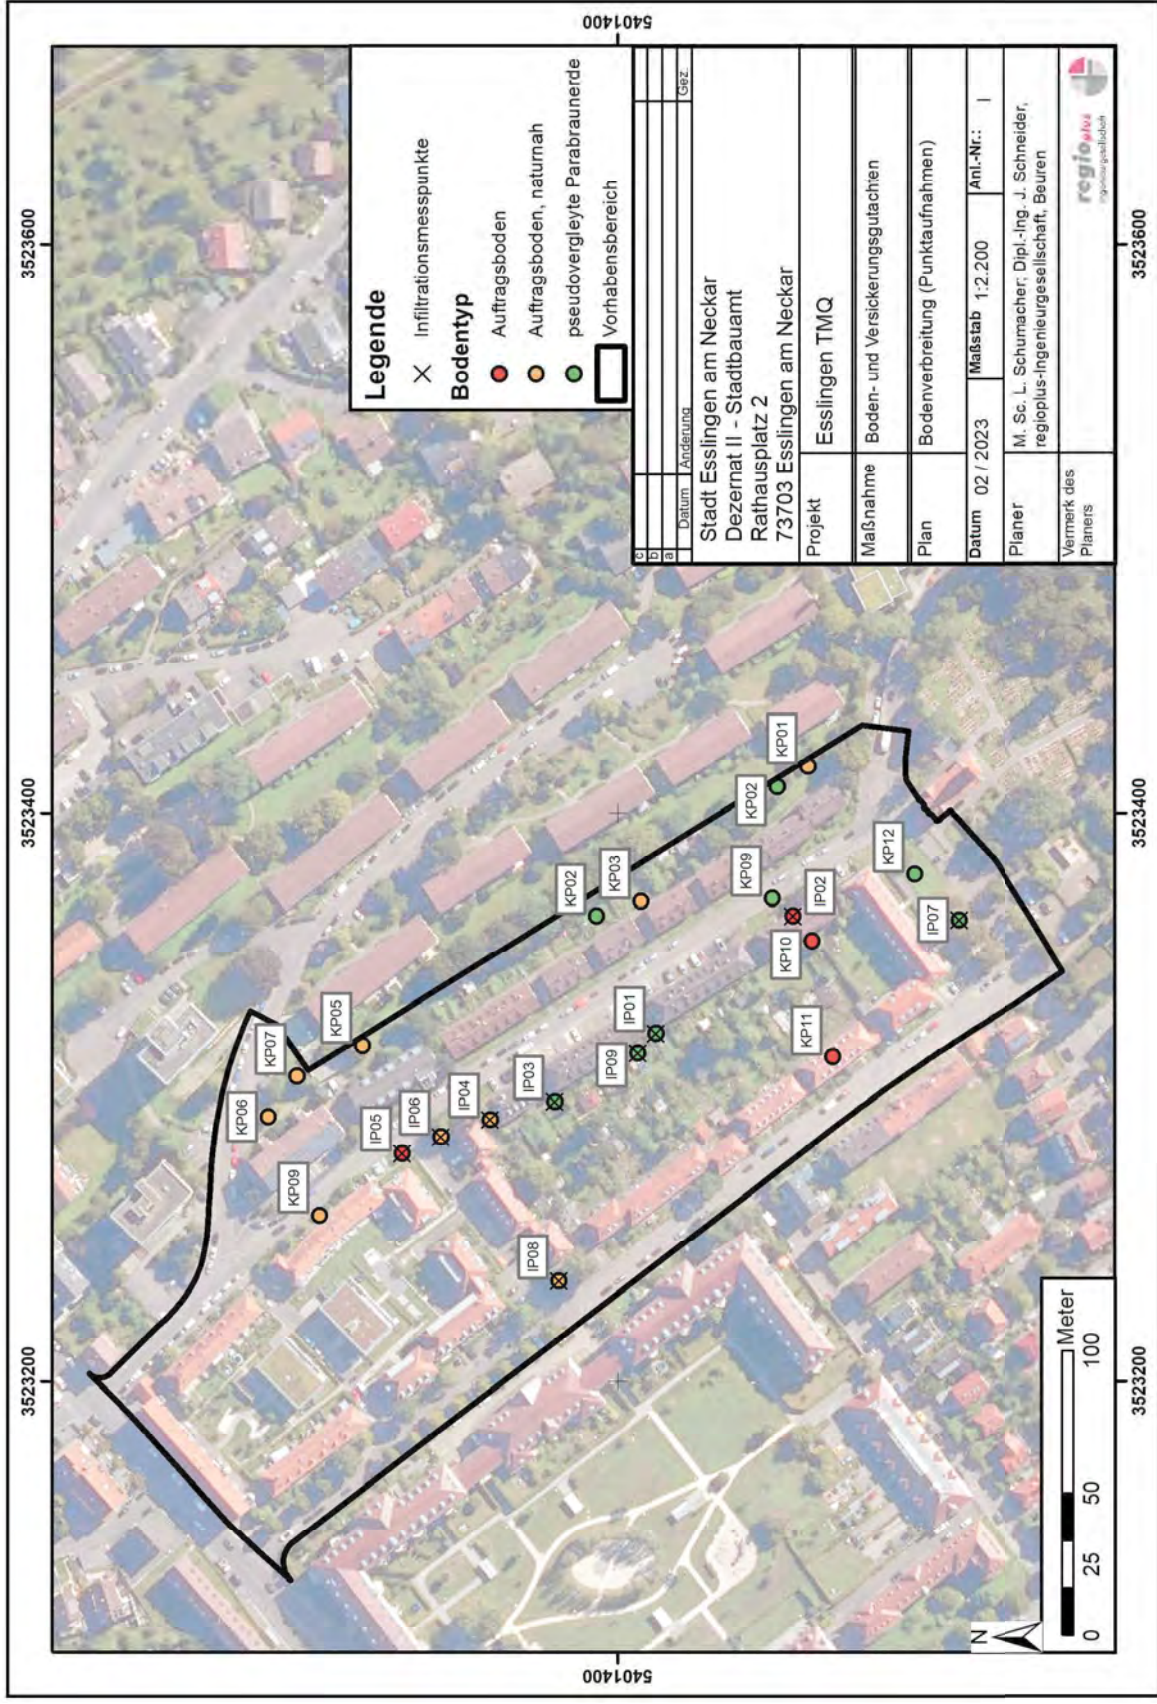 3523200
3523400
3523600
5401400
5401400
3523200
3523400
3523600
KP06
KP07
KP05
KP09
IP05
IP06
IP04
IP03
IP08
KP02
KP03
IP09
IP01
KP02
KP01
KP09
IP02
KP10
KP11
KP12
IP07
Legende
Infiltrationsmesspunkte
Bodentyp
Auftragsboden
Auftragsboden, naturnah
pseudovergleyte Parabraunerde
Vorhabensbereich
c
b
a
Datum Änderung Gez.
Stadt Esslingen am Neckar
Dezernat II - Stadtbauamt
Rathausplatz 2
73703 Esslingen am Neckar
Projekt Esslingen TMQ
Maßnahme Boden- und Versickerungsgutachten
Plan Bodenverbreitung (Punktaufnahmen)
Datum 02 / 2023 Maßstab 1:2.200 Anl.-Nr.: I
Planer M. Sc. L. Schumacher; Dipl.-Ing. J. Schneider,
regioplus-Ingenieurgesellschaft, Beuren
Vermerk des
Planers
regioplus
ingenieurgesellschaft
N
0 25 50 100
Meter